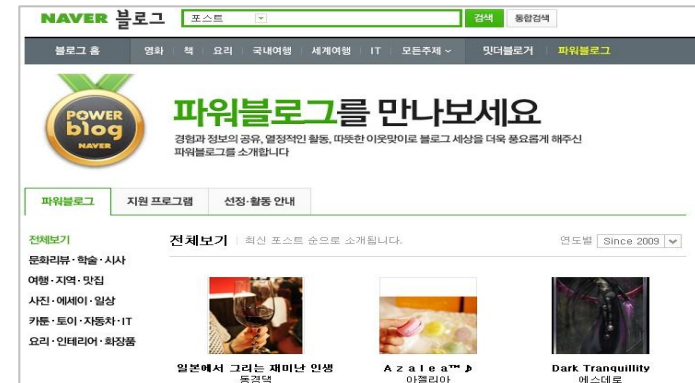 NAVER 블로그 포스트 검색 통합검색
블로그 홈 영화 책 요리 국내여행 세계여행 IT 모든주제 밋더블로거 파워블로그
POWER
blog
NAVER
파워블로그를 만나보세요
경험과 정보의 공유, 열정적인 활동, 따뜻한 이웃맞이로 블로그 세상을 더욱 풍요롭게 해주신
파워블로그를 소개합니다
파워블로그 지원 프로그램 선정·활동 안내
전체보기
문화리뷰·학술·시사
여행·지역·맛집
사진·에세이·일상
카툰·토이·자동차·IT
요리·인테리어·화장품
전체보기 최신 포스트 순으로 소개됩니다. 연도별 Since 2009
일본에서 그리는 재미난 인생
동경댁
Azalea™♪
아젤리아
Dark Tranquillity
에스데로